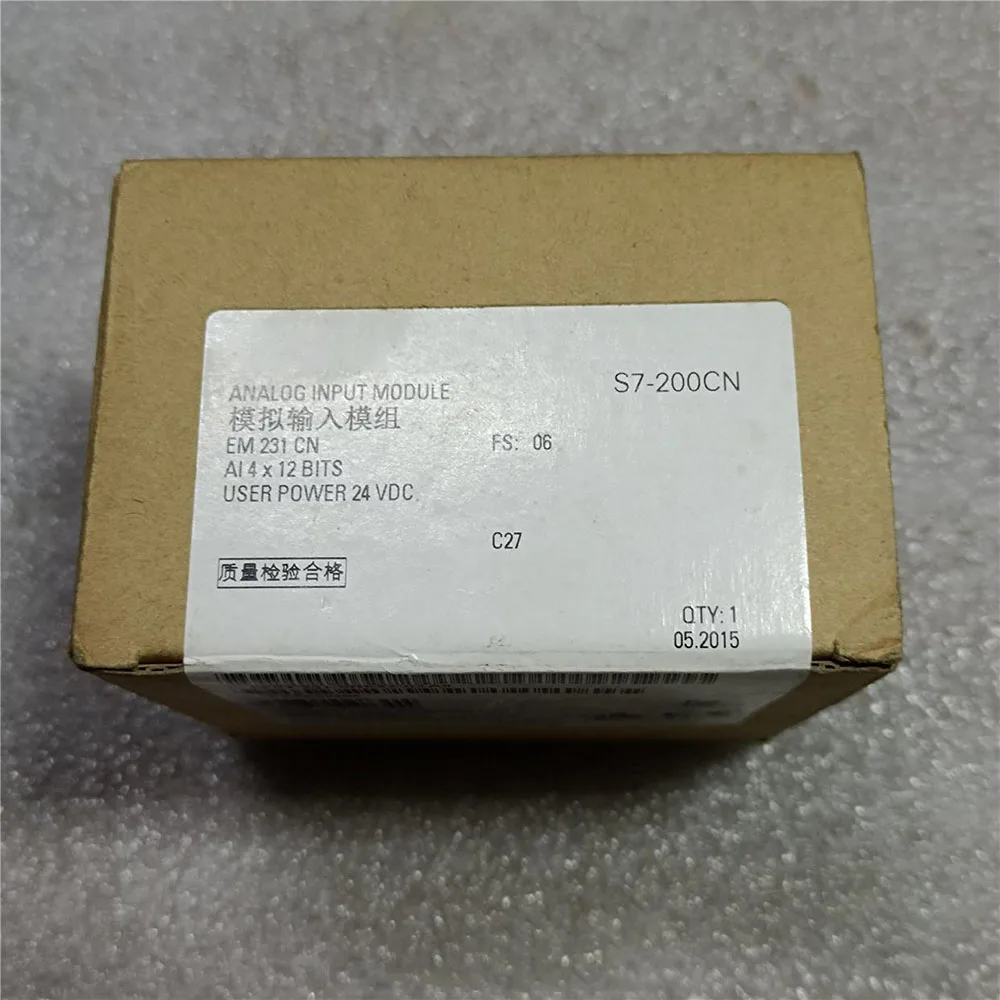 ANALOG INPUT MODULE
S7-200CN
模拟输入模组
EM 231 CN
FS: 06
AI 4 x 12 BITS
USER POWER 24 VDC
C27
质量检验合格
QTY: 1
05.2015